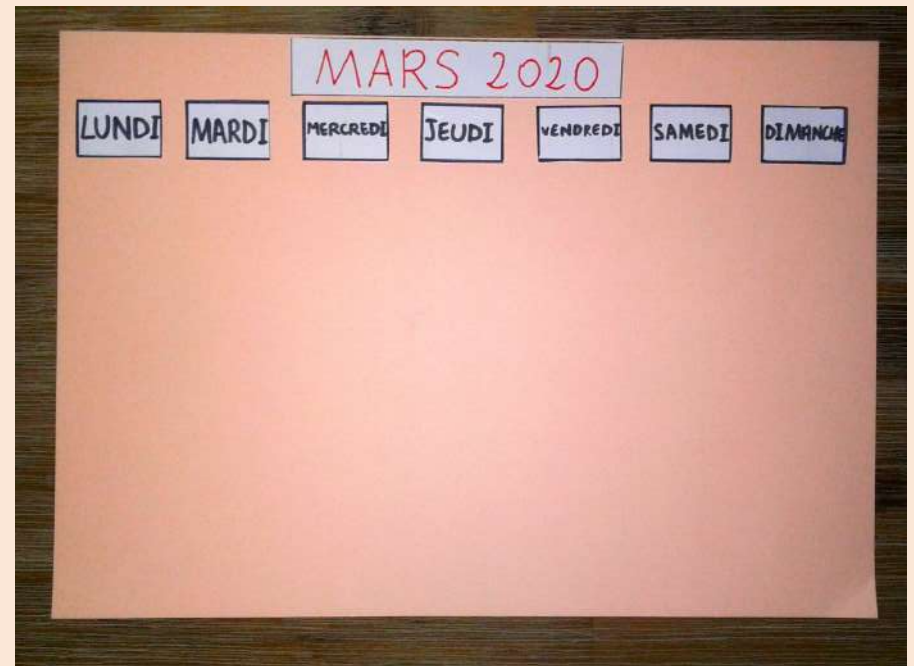 MARS 2020
LUNDI MARDI MERCREDI JEUDI VENDREDI SAMEDI DIMANCHE